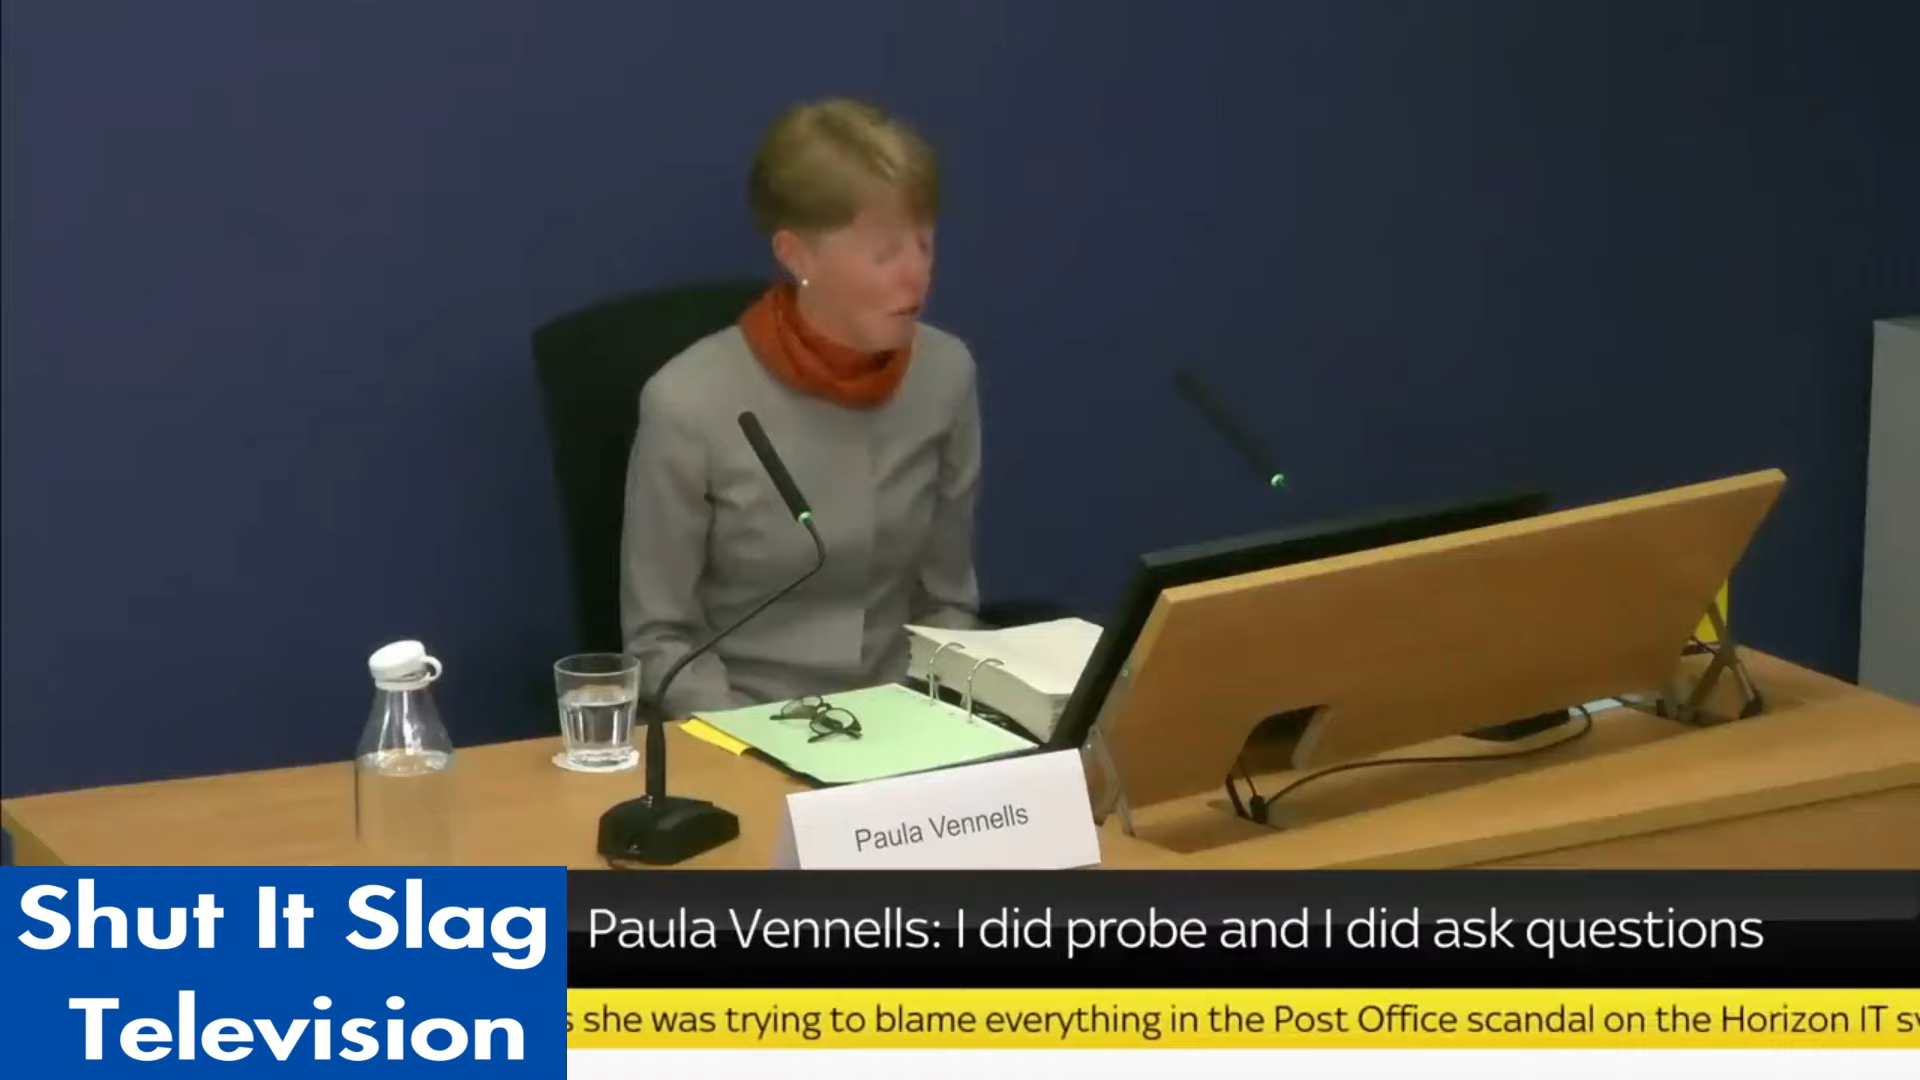 Paula Vennells
Shut It Slag
Television
Paula Vennells: I did probe and I did ask questions
she was trying to blame everything in the Post Office scandal on the Horizon IT